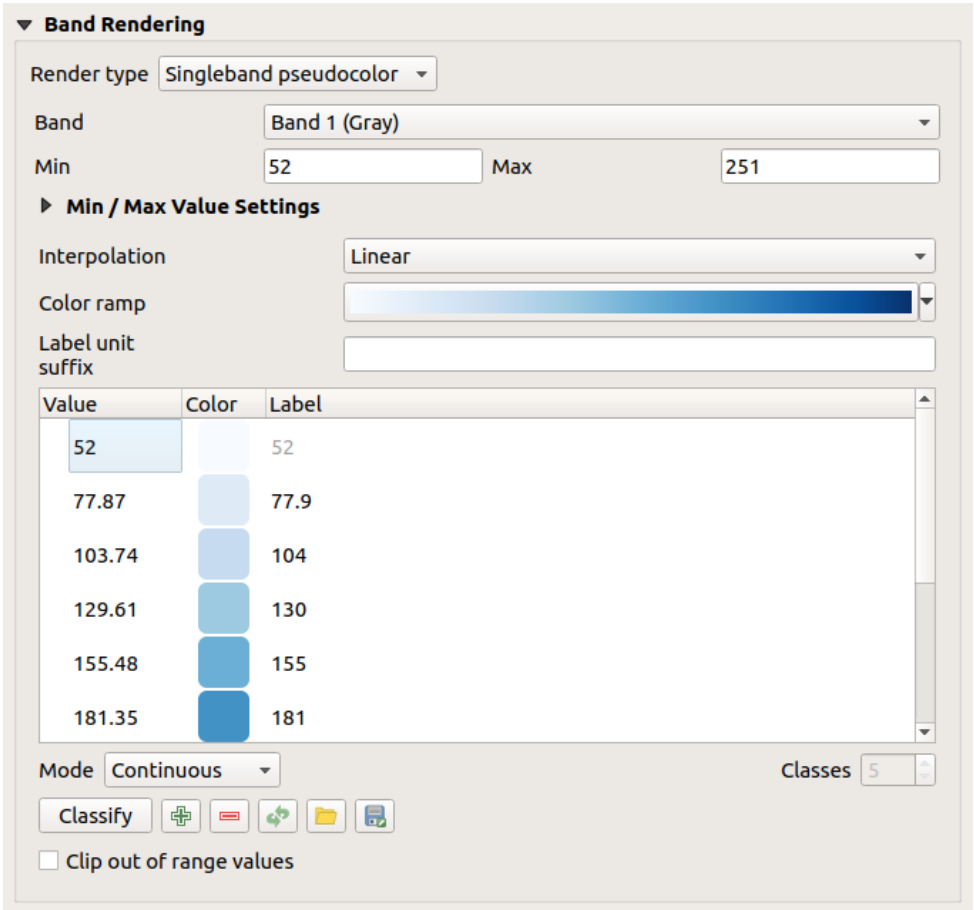 Band Rendering
Render type Singleband pseudocolor
Band Band 1 (Gray)
Min 52 Max 251
Min / Max Value Settings
Interpolation Linear
Color ramp
Label unit
suffix
Value Color Label
52 52
77.87 77.9
103.74 104
129.61 130
155.48 155
181.35 181
Mode Continuous Classes 5
Classify
Clip out of range values